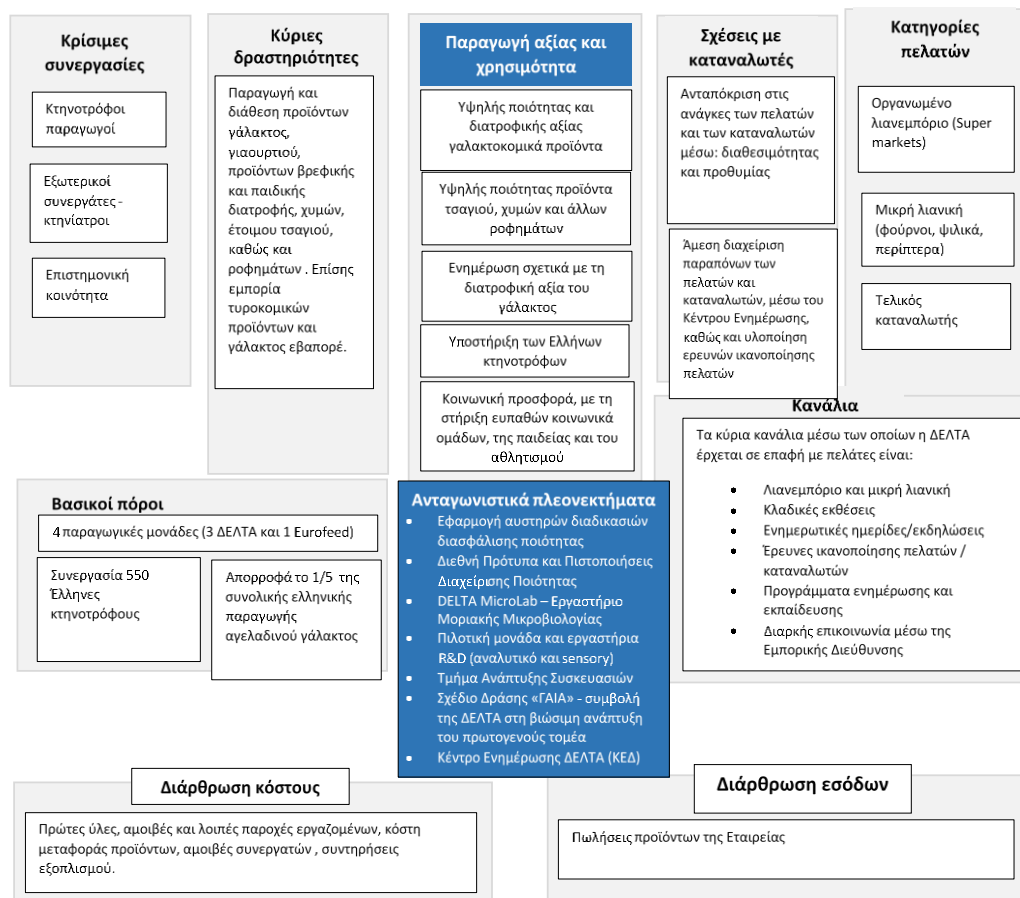 Κρίσιμες
συνεργασίες
Κτηνοτρόφοι
παραγωγοί
Εξωτερικοί
συνεργάτες -
κτηνίατροι
Επιστημονική
κοινότητα
Κύριες
δραστηριότητες
Παραγωγή και
διάθεση προϊόντων
γάλακτος,
γιαουρτιού,
προϊόντων βρεφικής
και παιδικής
διατροφής, χυμών,
έτοιμου τσαγιού,
καθώς και
ροφημάτων . Επίσης
εμπορία
τυροκομικών
προϊόντων και
γάλακτος εβαπορέ.
Παραγωγή αξίας και
χρησιμότητα
Υψηλής ποιότητας και
διατροφικής αξίας
γαλακτοκομικά προϊόντα
Υψηλής ποιότητας προϊόντα
τσαγιού, χυμών και άλλων
ροφημάτων
Ενημέρωση σχετικά με τη
διατροφική αξία του
γάλακτος
Υποστήριξη των Ελλήνων
κτηνοτρόφων
Κοινωνική προσφορά, με τη
στήριξη ευπαθών κοινωνικά
ομάδων, της παιδείας και του
αθλητισμού
Σχέσεις με
καταναλωτές
Ανταπόκριση στις
ανάγκες των πελατών
και των καταναλωτών
μέσω: διαθεσιμότητας
και προθυμίας
Άμεση διαχείριση
παραπόνων των
πελατών και
καταναλωτών, μέσω του
Κέντρου Ενημέρωσης,
καθώς και υλοποίηση
ερευνών ικανοποίησης
πελατών
Κατηγορίες
πελατών
Οργανωμένο
λιανεμπόριο (Super
markets)
Μικρή λιανική
(φούρνοι, ψιλικά,
περίπτερα)
Τελικός
καταναλωτής
Βασικοί πόροι
4 παραγωγικές μονάδες (3 ΔΕΛΤΑ και 1 Eurofeed)
Συνεργασία 550
Έλληνες
κτηνοτρόφους
Απορροφά το 1/5 της
συνολικής ελληνικής
παραγωγής
αγελαδινού γάλακτος
Ανταγωνιστικά πλεονεκτήματα
• Εφαρμογή αυστηρών διαδικασιών
διασφάλισης ποιότητας
• Διεθνή Πρότυπα και Πιστοποιήσεις
Διαχείρισης Ποιότητας
• DELTA MicroLab – Εργαστήριο
Μοριακής Μικροβιολογίας
• Πιλοτική μονάδα και εργαστήρια
R&D (αναλυτικό και sensory)
• Τμήμα Ανάπτυξης Συσκευασιών
• Σχέδιο Δράσης «ΓΑΙΑ» - συμβολή
της ΔΕΛΤΑ στη βιώσιμη ανάπτυξη
του πρωτογενούς τομέα
• Κέντρο Ενημέρωσης ΔΕΛΤΑ (ΚΕΔ)
Κανάλια
Τα κύρια κανάλια μέσω των οποίων η ΔΕΛΤΑ
έρχεται σε επαφή με πελάτες είναι:
• Λιανεμπόριο και μικρή λιανική
• Κλαδικές εκθέσεις
• Ενημερωτικές ημερίδες/εκδηλώσεις
• Έρευνες ικανοποίησης πελατών /
καταναλωτών
• Προγράμματα ενημέρωσης και
εκπαίδευσης
• Διαρκής επικοινωνία μέσω της
Εμπορικής Διεύθυνσης
Διάρθρωση κόστους
Πρώτες ύλες, αμοιβές και λοιπές παροχές εργαζομένων, κόστη
μεταφοράς προϊόντων, αμοιβές συνεργατών , συντηρήσεις
εξοπλισμού.
Διάρθρωση εσόδων
Πωλήσεις προϊόντων της Εταιρείας